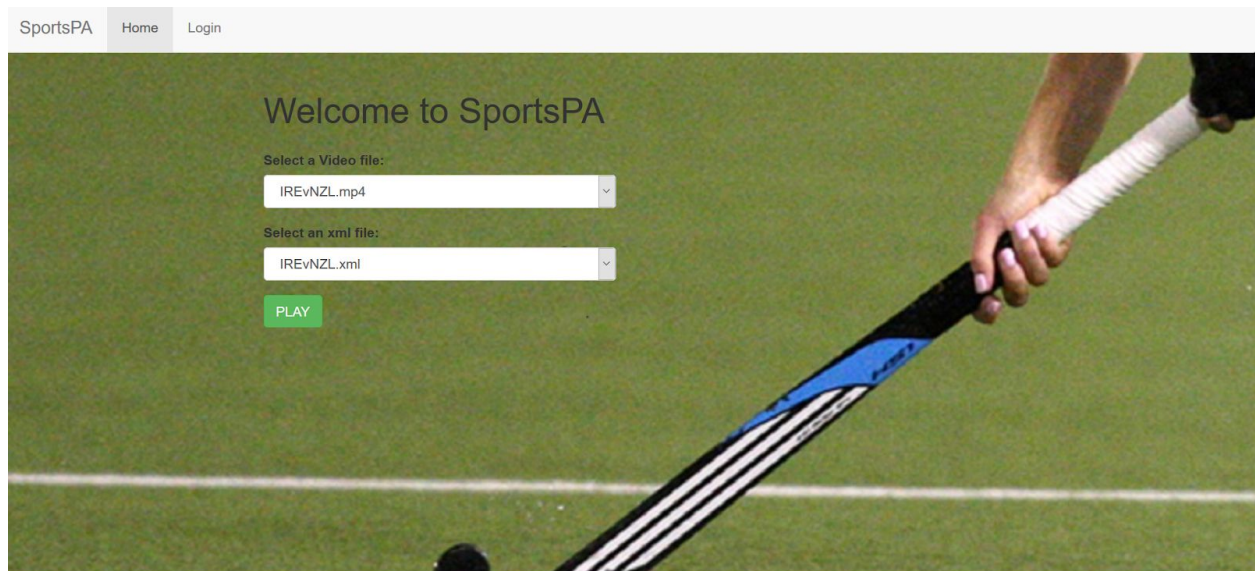 SportsPA Home Login
Welcome to SportsPA
Select a Video file:
IREvNZL.mp4
Select an xml file:
IREvNZL.xml
PLAY